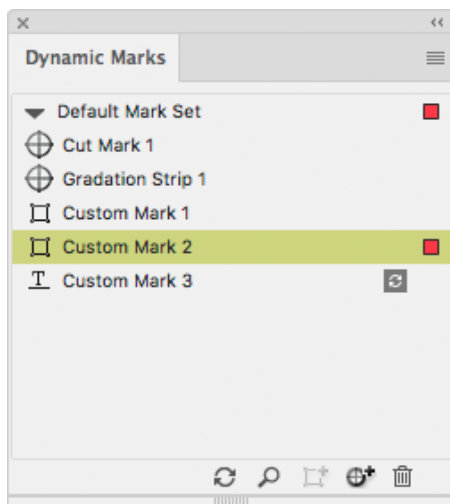 Dynamic Marks
Default Mark Set
Cut Mark 1
Gradation Strip 1
Custom Mark 1
Custom Mark 2
Custom Mark 3